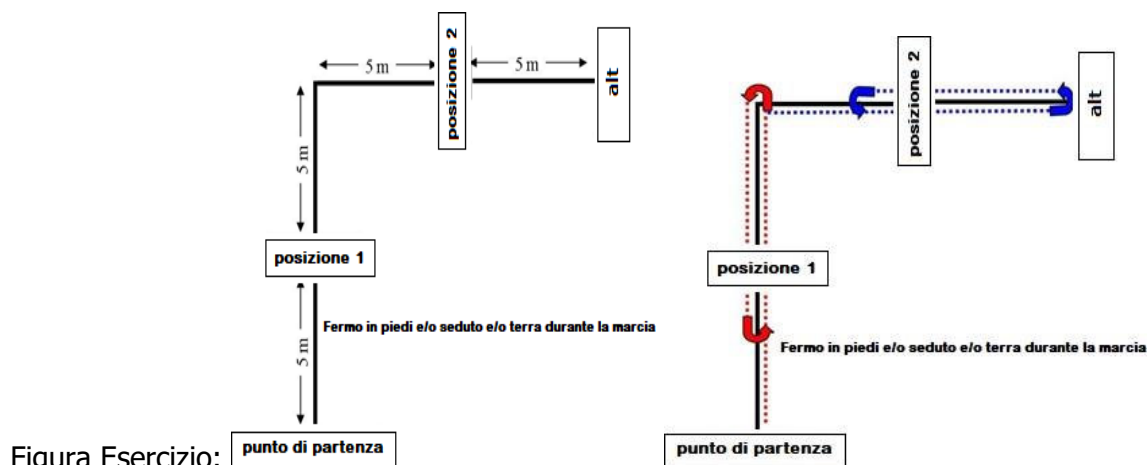 5 m
posizione 2
5 m
alt
5 m
posizione 1
5 m
Fermo in piedi e/o seduto e/o terra durante la marcia
Figura Esercizio:
punto di partenza
posizione 2
alt
posizione 1
Fermo in piedi e/o seduto e/o terra durante la marcia
punto di partenza